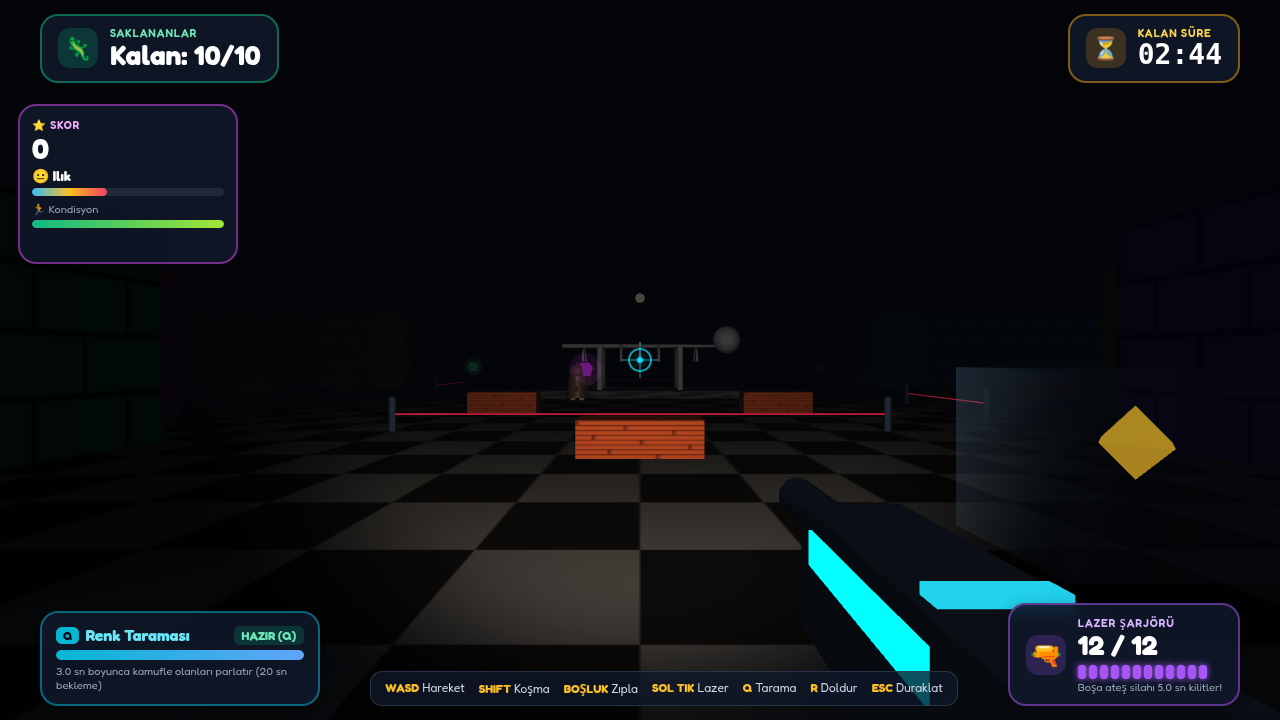 SAKLANANLAR
Kalan: 10/10
KALAN SÜRE
02:44
SKOR
0
Ilık
Kondisyon
Q Renk Taraması HAZIR (Q)
3.0 sn boyunca kamufle olanları parlatır (20 sn
bekleme)
WASD Hareket SHIFT Koşma BOŞLUK Zıpla SOL TIK Lazer Q Tarama R Doldur ESC Duraklat
LAZER ŞARJÖRÜ
12 / 12
Boşa ateş silahı 5.0 sn kilitler!